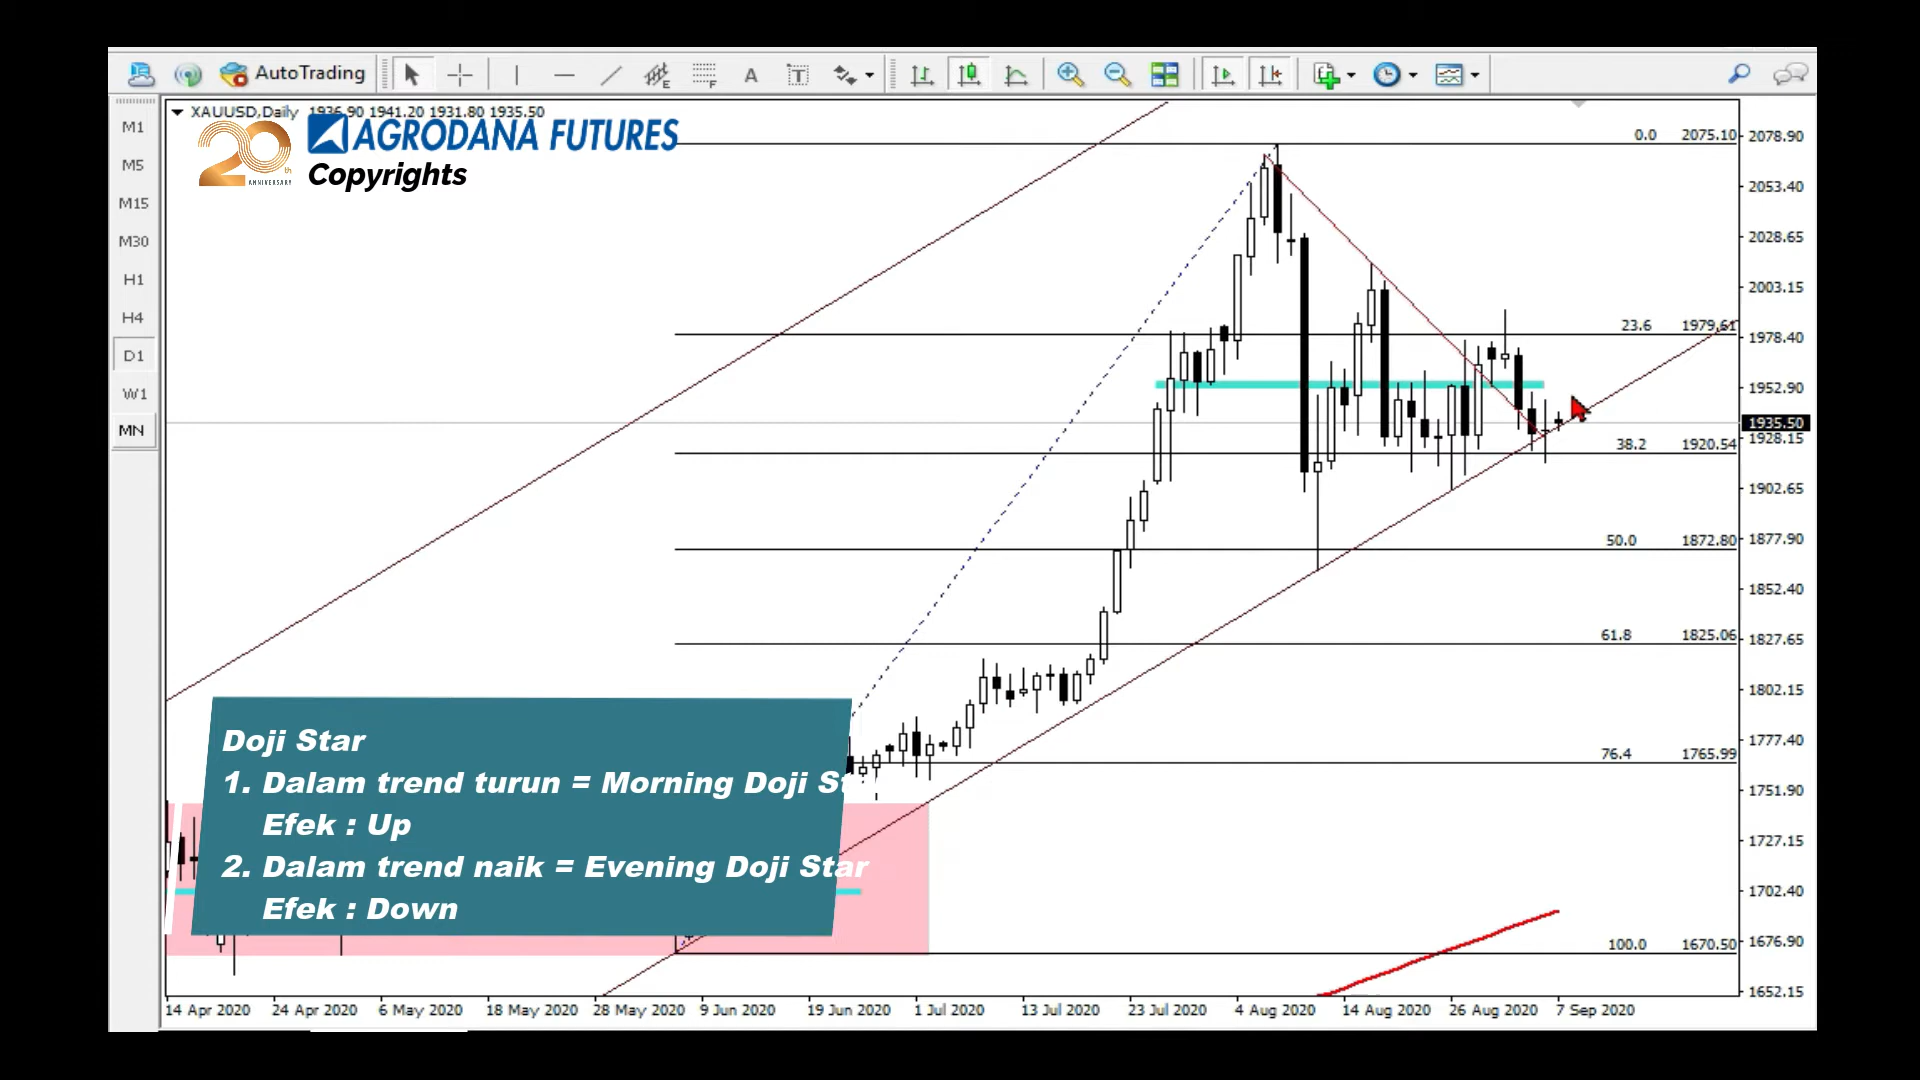 AutoTrading
A
T
E
F
M1
M5
M15
M30
H1
H4
D1
W1
MN
XAUUSD,Daily 1936.90 1941.20 1931.80 1935.50
20th
ANNIVERSARY
AGRODANA FUTURES
Copyrights
0.0 2075.10
23.6 1979.61
38.2 1920.54
50.0 1872.80
61.8 1825.06
76.4 1765.99
100.0 1670.50
2078.90
2053.40
2028.65
2003.15
1978.40
1952.90
1935.50
1928.15
1902.65
1877.90
1852.40
1827.65
1802.15
1777.40
1751.90
1727.15
1702.40
1676.90
1652.15
Doji Star
1. Dalam trend turun = Morning Doji St
Efek : Up
2. Dalam trend naik = Evening Doji Star
Efek : Down
14 Apr 2020 24 Apr 2020 6 May 2020 18 May 2020 28 May 2020 9 Jun 2020 19 Jun 2020 1 Jul 2020 13 Jul 2020 23 Jul 2020 4 Aug 2020 14 Aug 2020 26 Aug 2020 7 Sep 2020